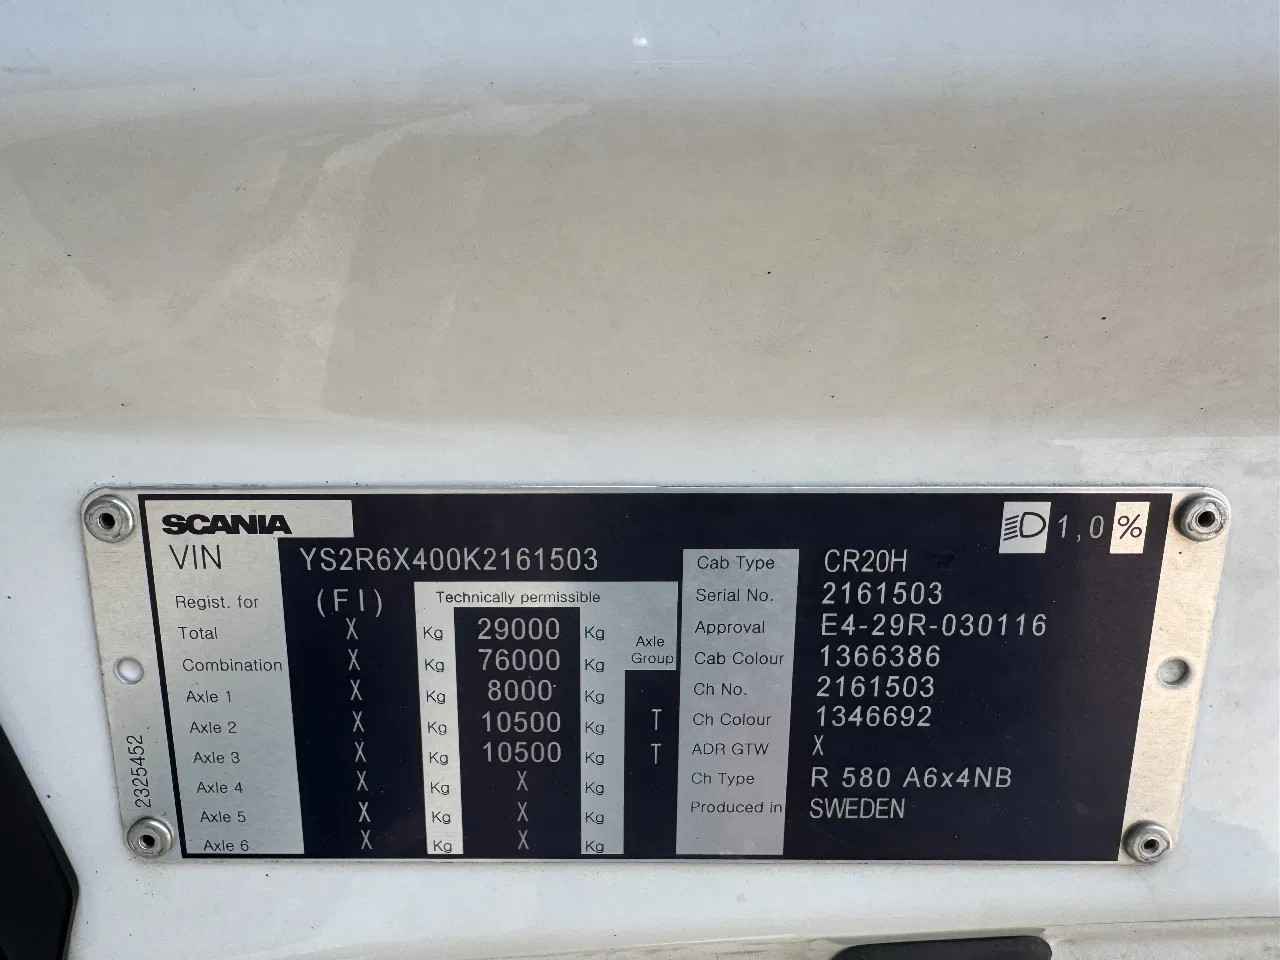 SCANIA 1,0 %
VIN YS2R6X400K2161503 Cab Type CR20H
Regist. for (FI) Technically permissible Serial No. 2161503
Total X Kg 29000 Kg Axle Group Approval E4-29R-030116
Combination X Kg 76000 Kg Cab Colour 1366386
Axle 1 X Kg 8000 Kg Ch No. 2161503
Axle 2 X Kg 10500 Kg T Ch Colour 1346692
Axle 3 X Kg 10500 Kg T ADR GTW X
Axle 4 X Kg X Kg Ch Type R 580 A6x4NB
Axle 5 X Kg X Kg Produced in SWEDEN
Axle 6 X Kg X Kg
2325452